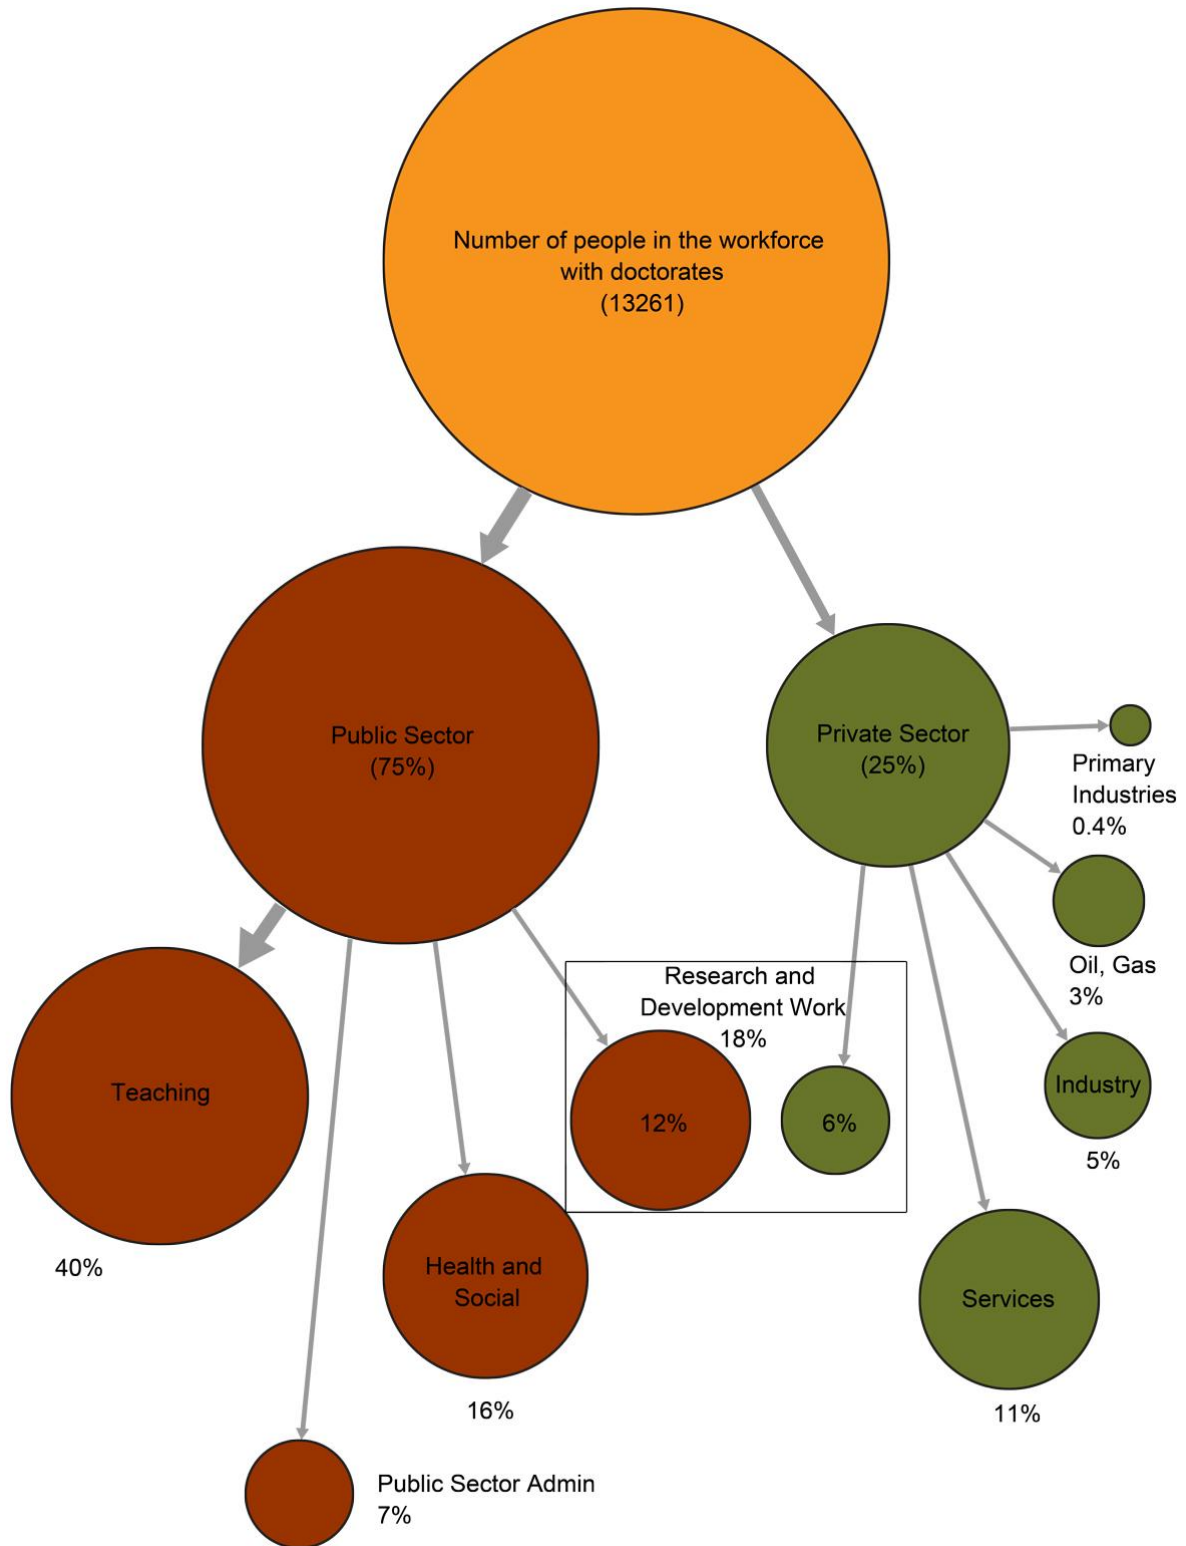 Number of people in the workforce
with doctorates
(13261)
Public Sector
(75%)
Private Sector
(25%)
Primary
Industries
0.4%
Oil, Gas
3%
Research and
Development Work
18%
Teaching
40%
12%
6%
Industry
5%
Health and
Social
16%
Services
11%
Public Sector Admin
7%